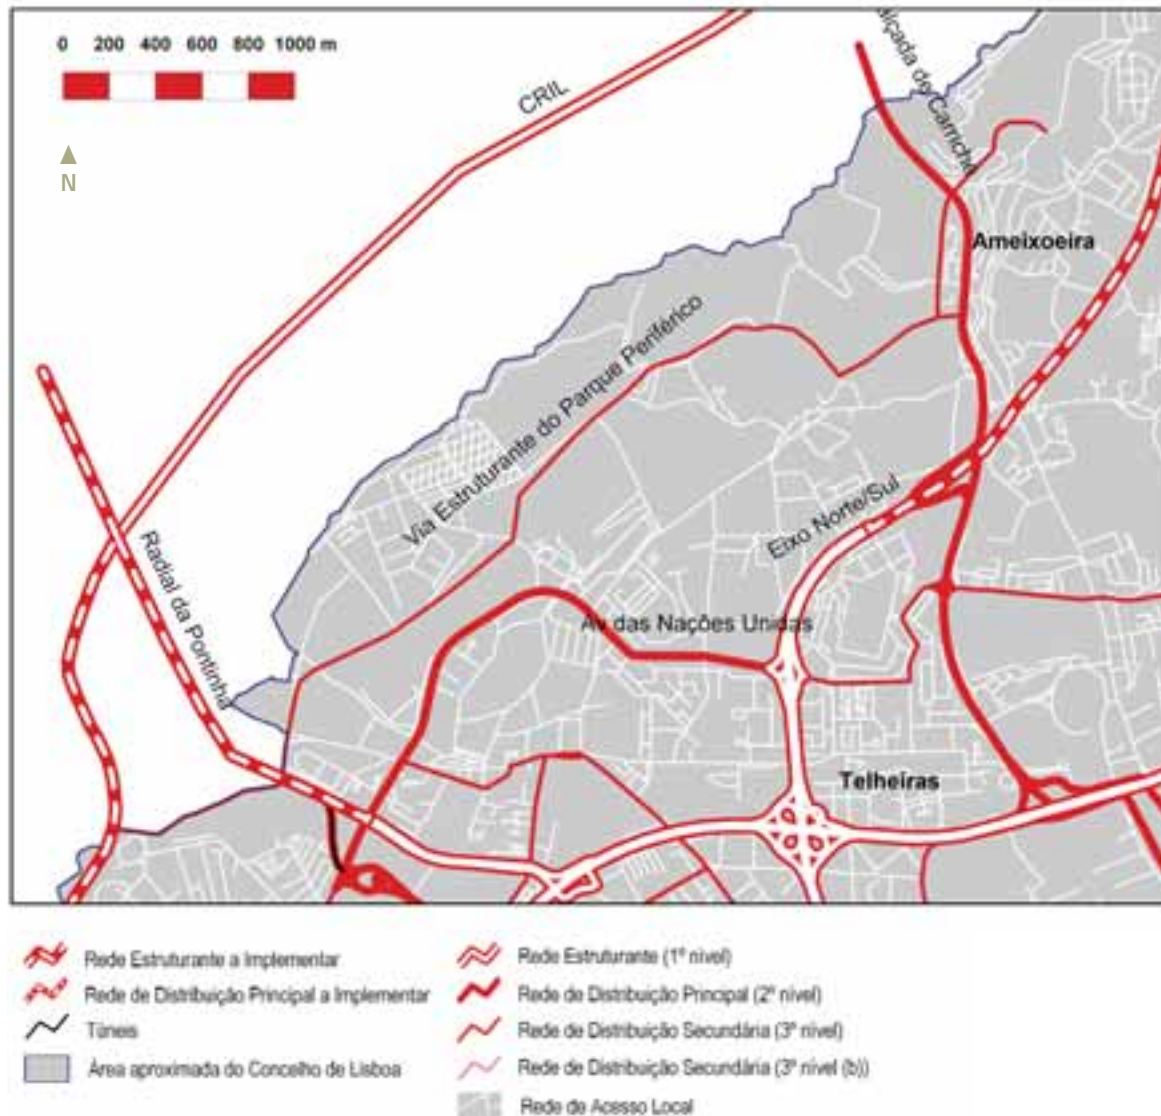 0 200 400 600 800 1000 m
N
CRIL
alçada de Carriche
Ameixoeira
Via Estruturante do Parque Periférico
Eixo Norte/Sul
Radial da Pontinha
Av das Nações Unidas
Telheiras
Rede Estruturante a Implementar
Rede de Distribuição Principal a Implementar
Túneis
Área aproximada do Concelho de Lisboa
Rede Estruturante (1º nível)
Rede de Distribuição Principal (2º nível)
Rede de Distribuição Secundária (3º nível)
Rede de Distribuição Secundária (3º nível (b))
Rede de Acesso Local